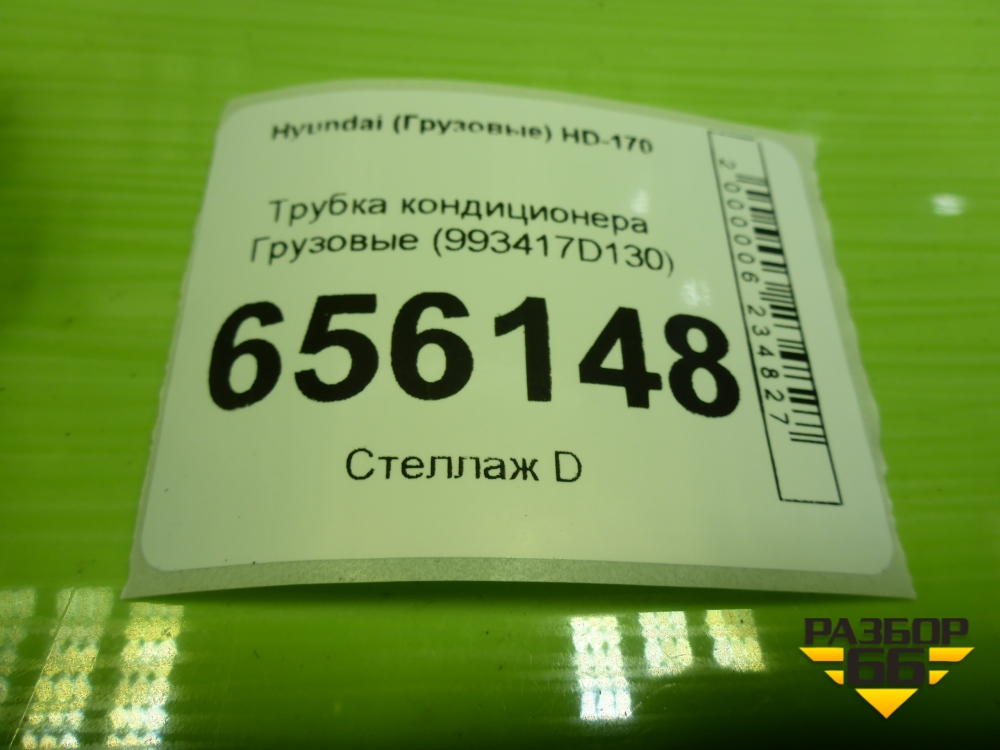 Hyundai (Грузовые) HD-170
Трубка кондиционера
Грузовые (993417D130)
656148
Стеллаж D
2000006234827
РАЗБОР
66